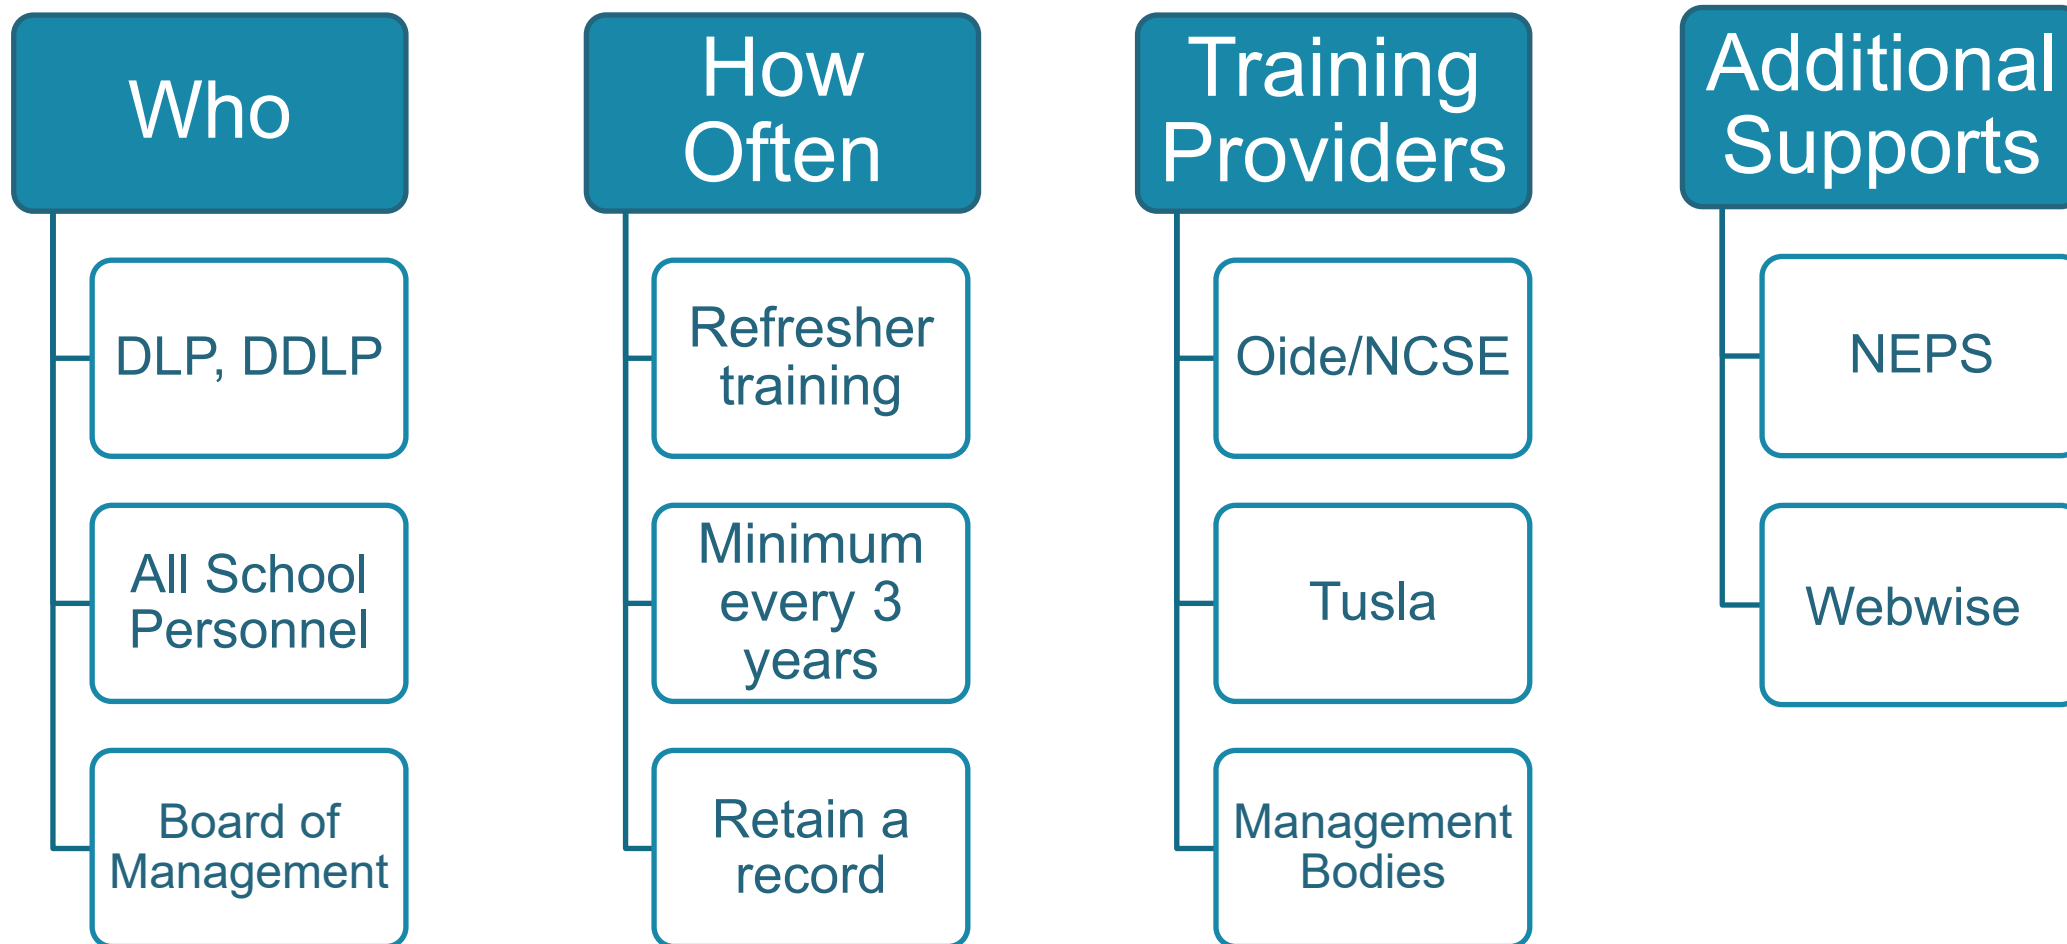 Who
DLP, DDLP
All School
Personnel
Board of
Management
How
Often
Refresher
training
Minimum
every 3
years
Retain a
record
Training
Providers
Oide/NCSE
Tusla
Management
Bodies
Additional
Supports
NEPS
Webwise